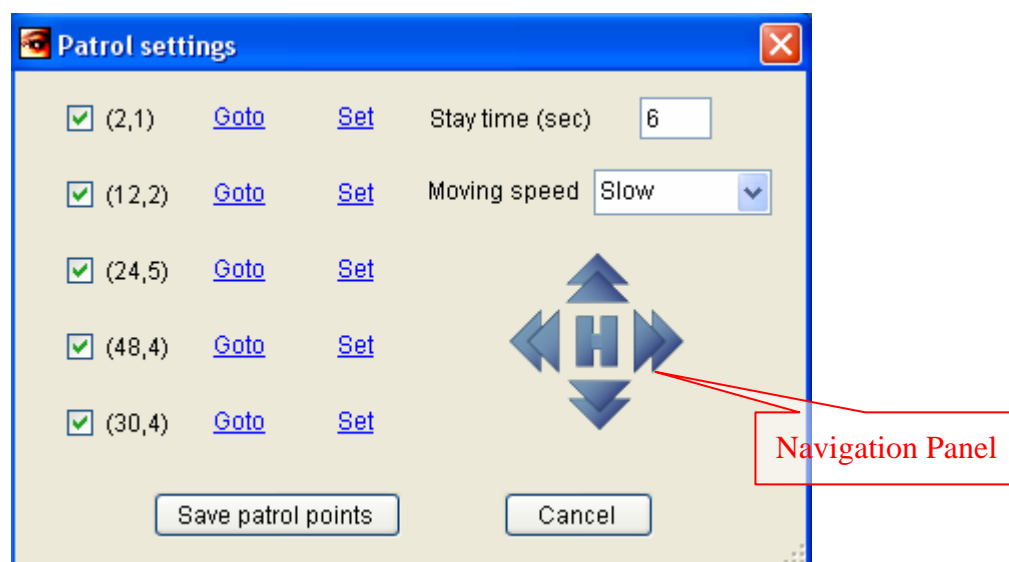 Patrol settings
(2,1) Goto Set Stay time (sec) 6
(12,2) Goto Set Moving speed Slow
(24,5) Goto Set
(48,4) Goto Set
H
(30,4) Goto Set
Navigation Panel
Save patrol points Cancel